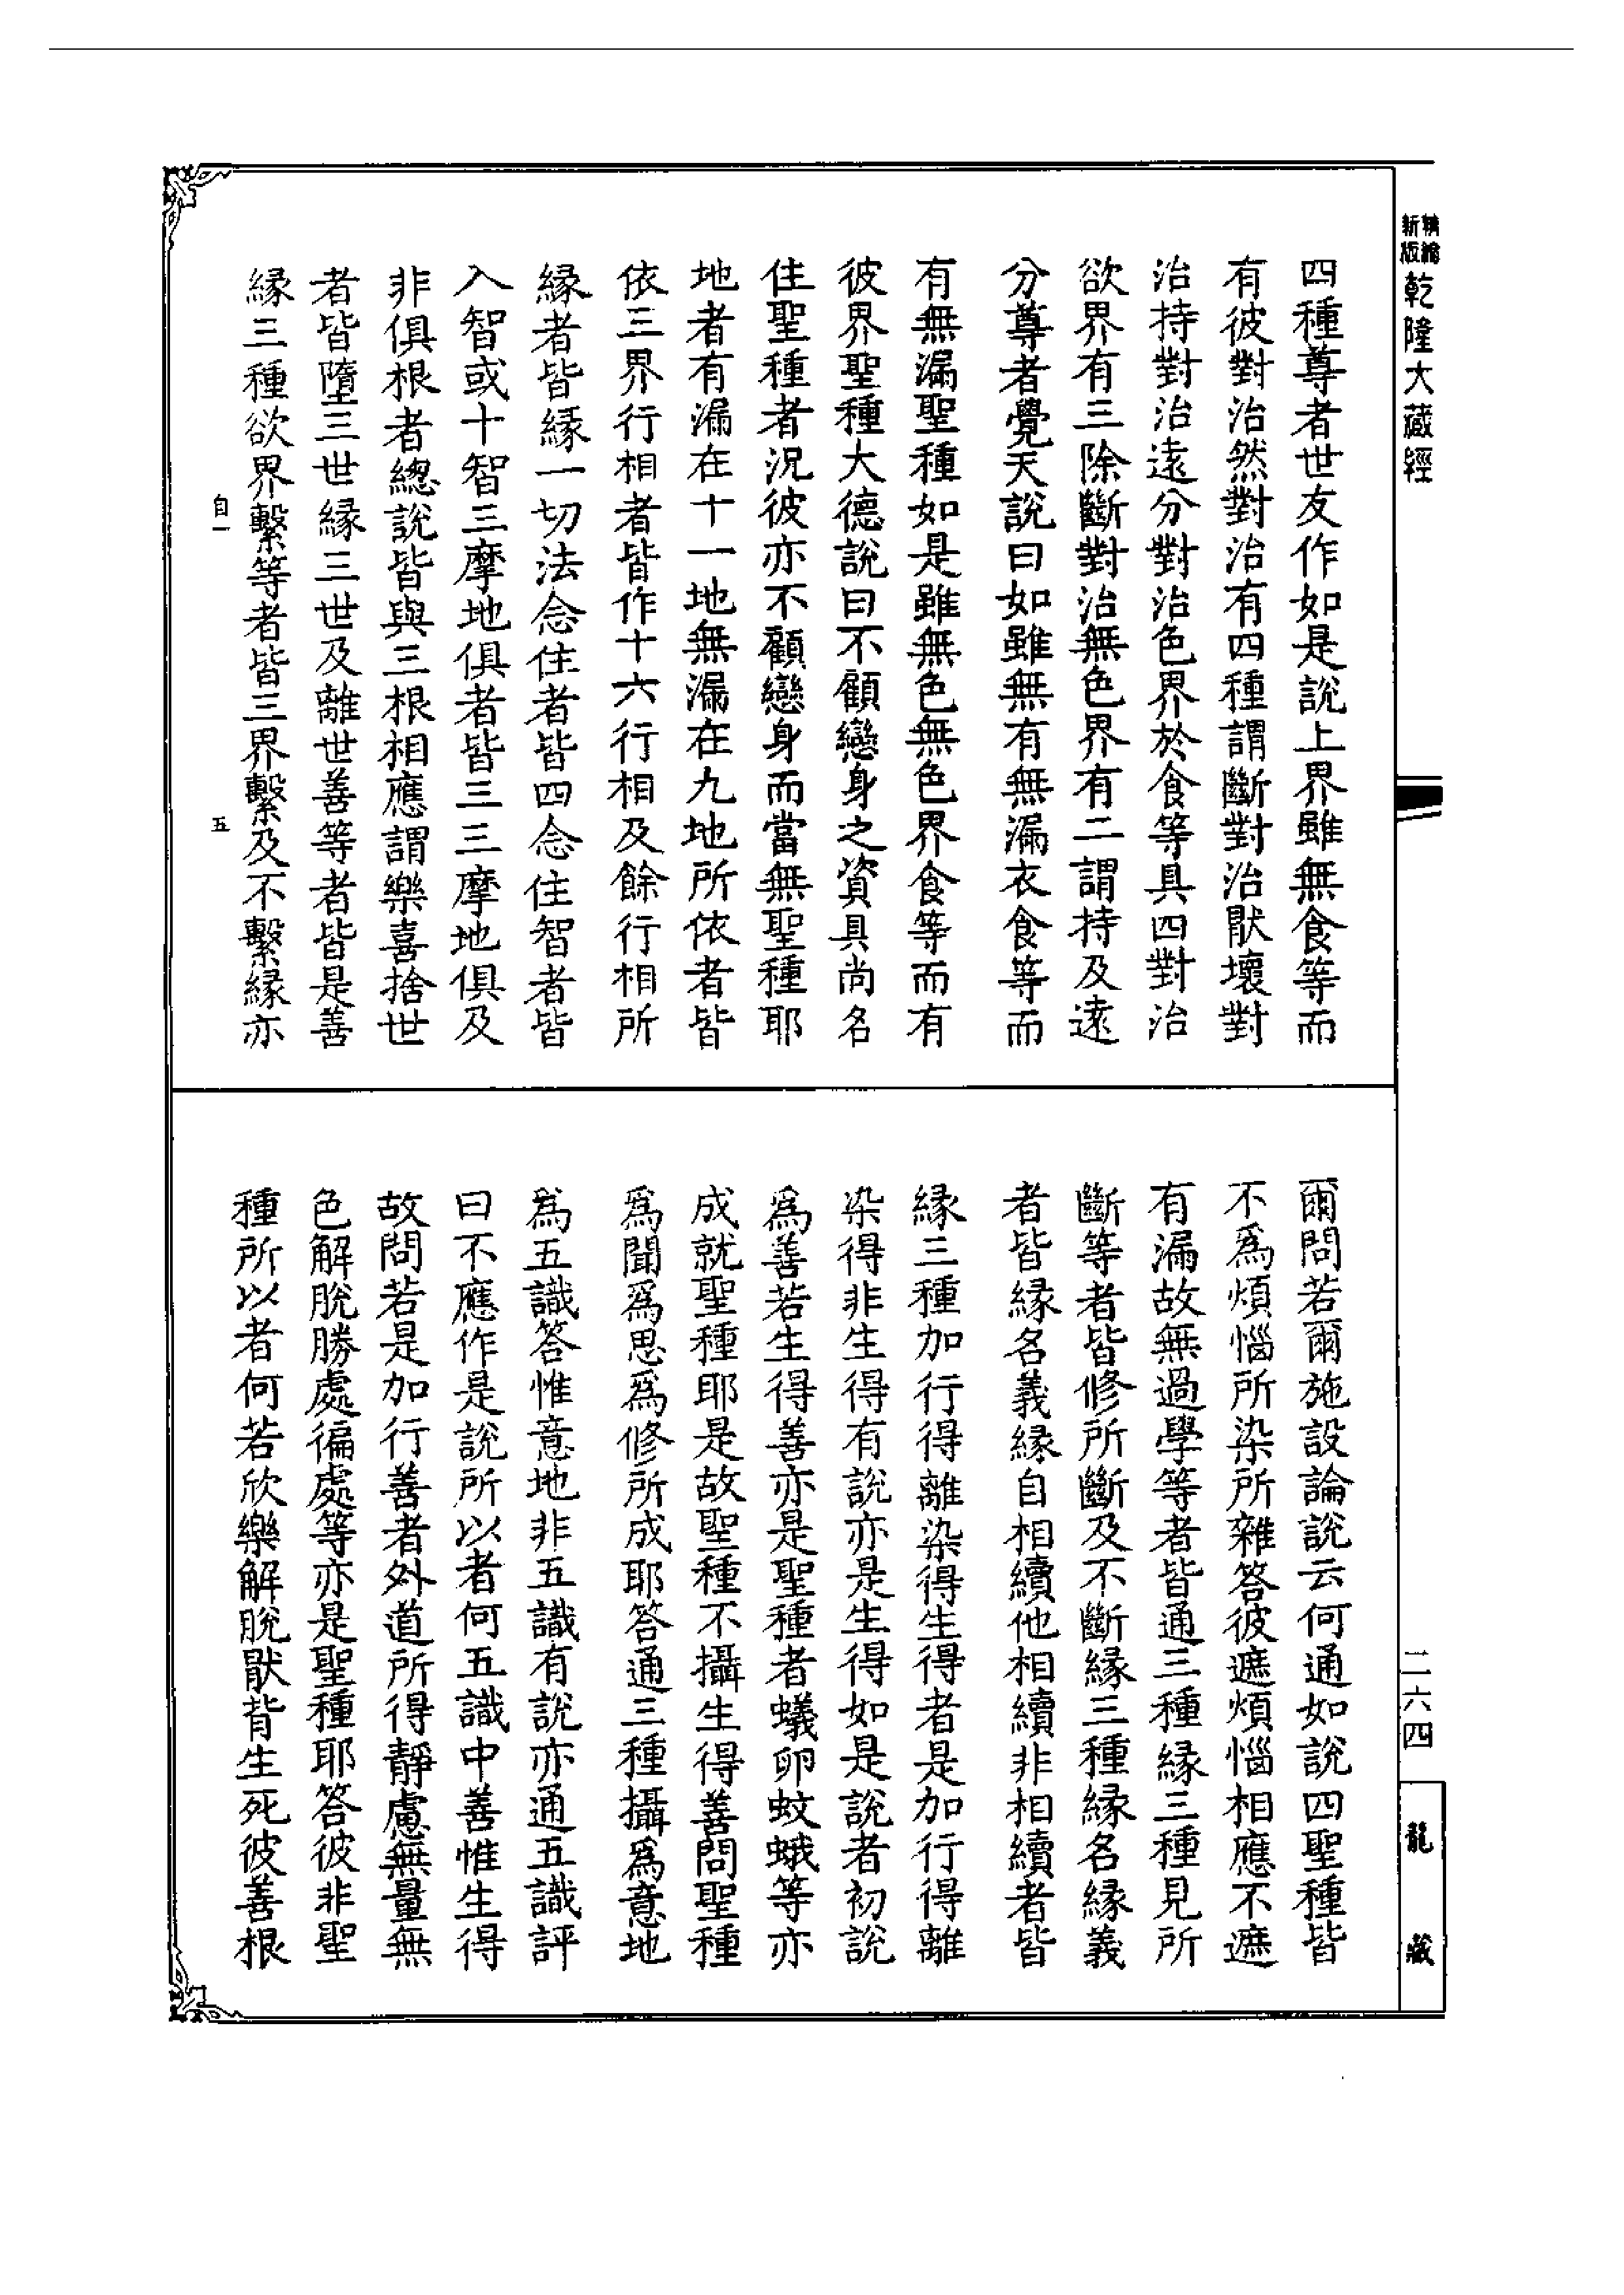 新版
精編
乾隆大藏經
四種尊者世友作如是說上界雖無食等而
有彼對治然對治有四種謂斷對治猒壞對
治持對治遠分對治色界於食等具四對治
欲界有三除斷對治無色界有二謂持及遠
分尊者覺天說曰如雖無有無漏衣食等而
有無漏聖種如是雖無色無色界食等而有
彼界聖種大德說曰不顧戀身之資具尚名
住聖種者況彼亦不顧戀身而當無聖種耶
地者有漏在十一地無漏在九地所依者皆
依三界行相者皆作十六行相及餘行相所
緣者皆緣一切法念住者皆四念住智者皆
入智或十智三摩地俱者皆三三摩地俱及
非俱根者總說皆與三根相應謂樂喜捨世
者皆墮三世緣三世及離世善等者皆是善
緣三種欲界繫等者皆三界繫及不繫緣亦
自一
五
爾問若爾施設論說云何通如說四聖種皆
不爲煩惱所染所雜答彼遮煩惱相應不遮
有漏故無過學等者皆通三種緣三種見所
斷等者皆修所斷及不斷緣三種緣名緣義
者皆緣名義緣自相續他相續非相續者皆
緣三種加行得離染得生得者是加行得離
染得非生得有說亦是生得如是說者初說
爲善若生得善亦是聖種者蟻卵蚊蛾等亦
成就聖種耶是故聖種不攝生得善問聖種
爲聞爲思爲修所成耶答通三種攝爲意地
爲五識答惟意地非五識有說亦通五識評
曰不應作是說所以者何五識中善惟生得
故問若是加行善者外道所得靜慮無量無
色解脫勝處徧處等亦是聖種耶答彼非聖
種所以者何若欣樂解脫猒背生死彼善根
二六四
龍藏